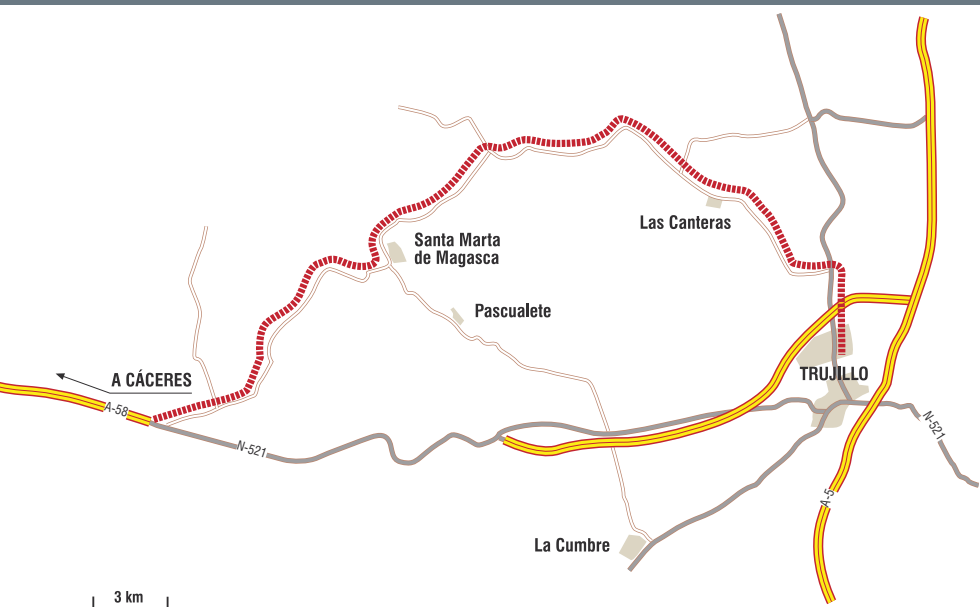 Las Canteras
Santa Marta
de Magasca
Pascualete
A CÁCERES
TRUJILLO
A-58
N-521
N-521
A-5
La Cumbre
3 km